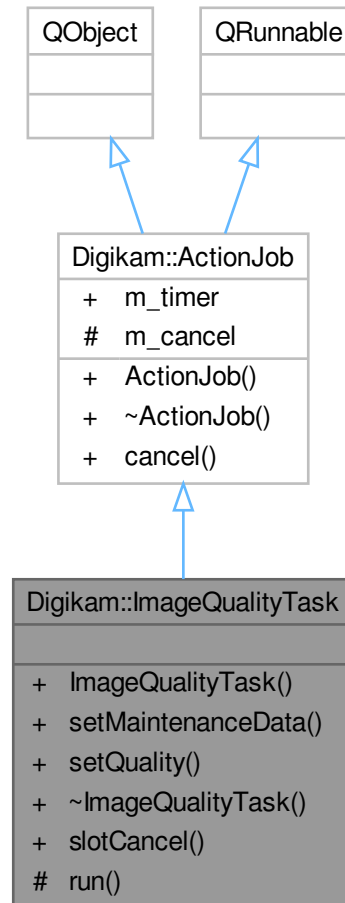 QObject
QRunnable
Digikam::ActionJob
+ m_timer
# m_cancel
+ ActionJob()
+ ~ActionJob()
+ cancel()
Digikam::ImageQualityTask
+ ImageQualityTask()
+ setMaintenanceData()
+ setQuality()
+ ~ImageQualityTask()
+ slotCancel()
# run()